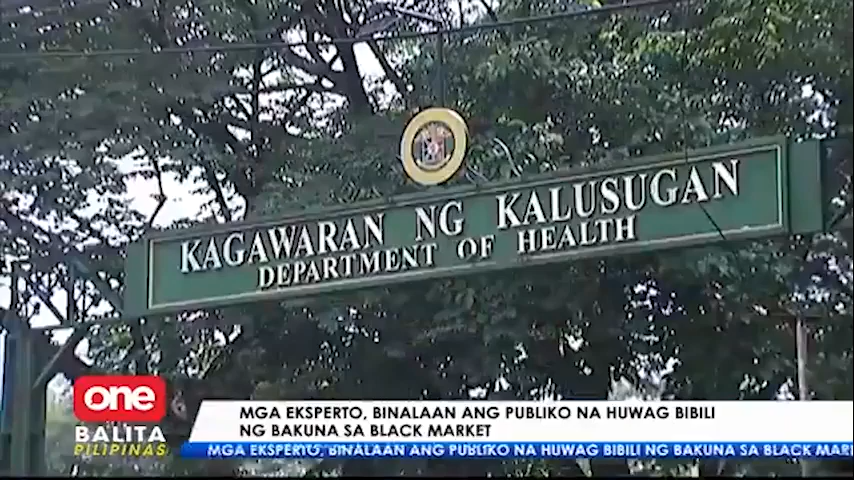 KAGAWARAN NG KALUSUGAN
DEPARTMENT OF HEALTH
one
BALITA
PILIPINAS
MGA EKSPERTO, BINALAAN ANG PUBLIKO NA HUWAG BIBILI
NG BAKUNA SA BLACK MARKET
MGA EKSPERTO, BINALAAN ANG PUBLIKO NA HUWAG BIBILI NG BAKUNA SA BLACK MARK